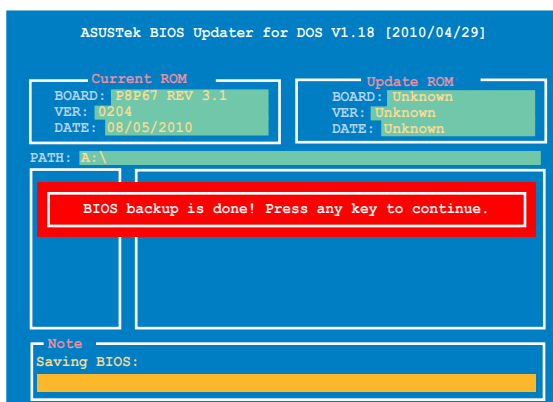 ASUSTek BIOS Updater for DOS V1.18 [2010/04/29]
Current ROM
BOARD: P8P67 REV 3.1
VER: 0204
DATE: 08/05/2010
Update ROM
BOARD: Unknown
VER: Unknown
DATE: Unknown
PATH: A:\
BIOS backup is done! Press any key to continue.
Note
Saving BIOS: